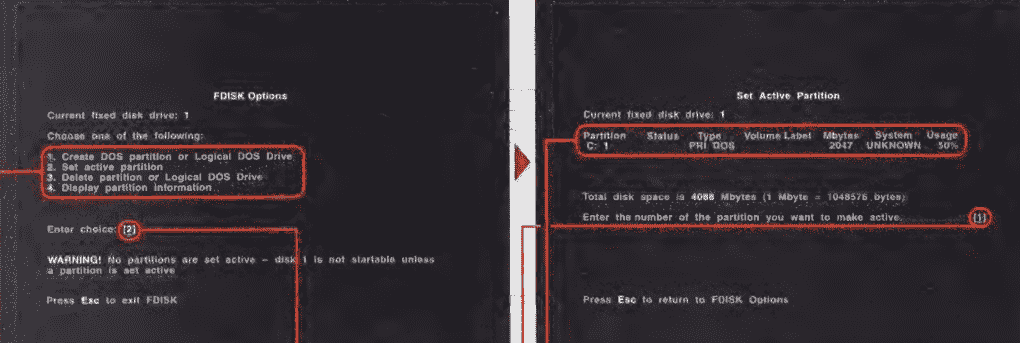 FDISK Options
Current fixed disk drive: 1
Choose one of the following:
1. Create DOS partition or Logical DOS Drive
2. Set active partition
3. Delete partition or Logical DOS Drive
4. Display partition information
Enter choice: [2]
WARNING! No partitions are set active – disk 1 is not startable unless
a partition is set active
Press Esc to exit FDISK
Set Active Partition
Current fixed disk drive: 1
Partition Status Type Volume Label Mbytes System Usage
C: 1 PRI DOS 2047 UNKNOWN 50%
Total disk space is Mbytes (1 Mbyte = 1048576 bytes)
Enter the number of the partition you want to make active. [1]
Press Esc to return to FDISK Options